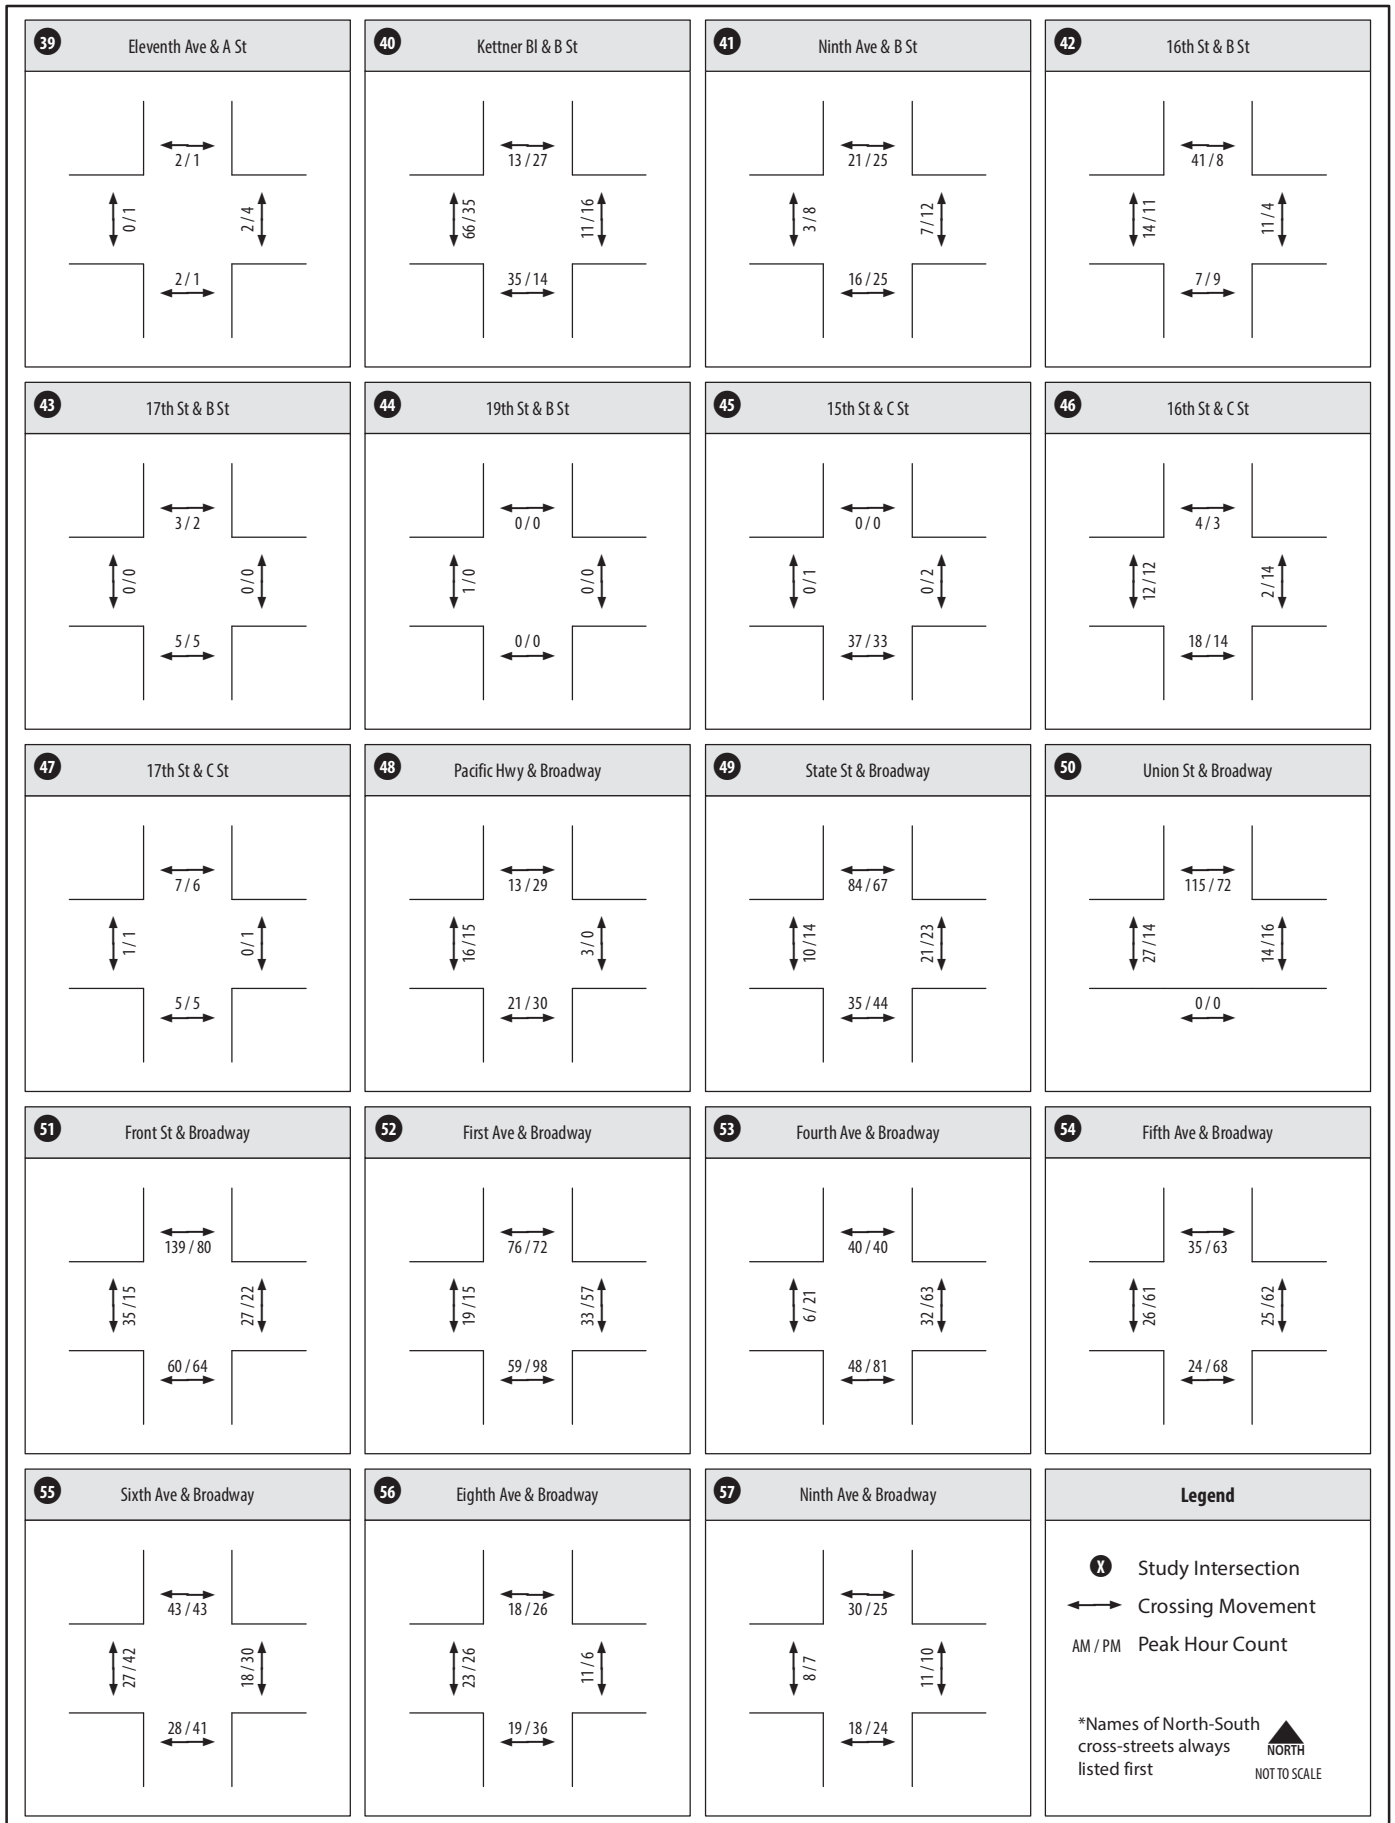 39
Eleventh Ave & A St
2 / 1
0 / 1
2 / 4
2 / 1
40
Kettner Bl & B St
13 / 27
66 / 35
11 / 16
35 / 14
41
Ninth Ave & B St
21 / 25
3 / 8
7 / 12
16 / 25
42
16th St & B St
41 / 8
14 / 11
11 / 4
7 / 9
43
17th St & B St
3 / 2
0 / 0
0 / 0
5 / 5
44
19th St & B St
0 / 0
1 / 0
0 / 0
0 / 0
45
15th St & C St
0 / 0
0 / 1
0 / 2
37 / 33
46
16th St & C St
4 / 3
12 / 12
2 / 14
18 / 14
47
17th St & C St
7 / 6
1 / 1
0 / 1
5 / 5
48
Pacific Hwy & Broadway
13 / 29
16 / 15
3 / 0
21 / 30
49
State St & Broadway
84 / 67
10 / 14
21 / 23
35 / 44
50
Union St & Broadway
115 / 72
27 / 14
14 / 16
0 / 0
51
Front St & Broadway
139 / 80
35 / 15
27 / 22
60 / 64
52
First Ave & Broadway
76 / 72
19 / 15
33 / 57
59 / 98
53
Fourth Ave & Broadway
40 / 40
6 / 21
32 / 63
48 / 81
54
Fifth Ave & Broadway
35 / 63
26 / 61
25 / 62
24 / 68
55
Sixth Ave & Broadway
43 / 43
27 / 42
18 / 30
28 / 41
56
Eighth Ave & Broadway
18 / 26
23 / 26
11 / 6
19 / 36
57
Ninth Ave & Broadway
30 / 25
8 / 7
11 / 10
18 / 24
Legend
X Study Intersection
Crossing Movement
AM / PM Peak Hour Count
*Names of North-South
cross-streets always
listed first
NORTH
NOT TO SCALE